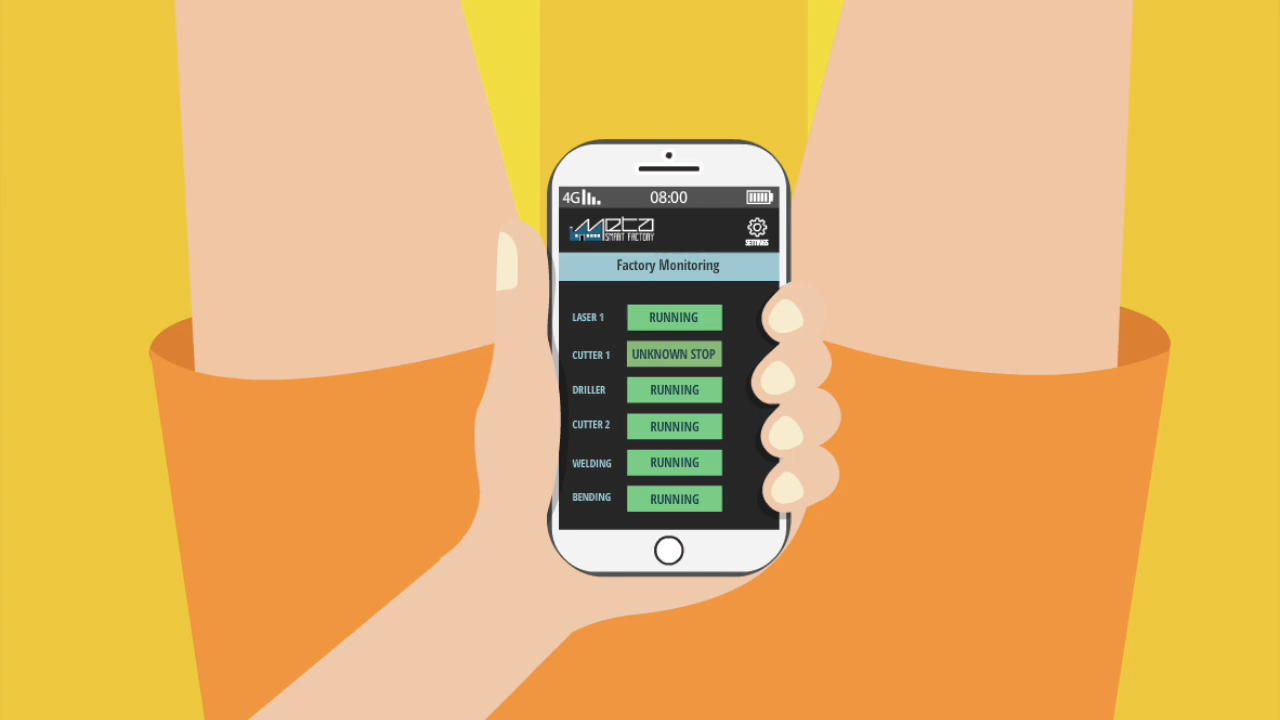 4G 08:00
Meta
SMART FACTORY
SETTINGS
Factory Monitoring
LASER 1 RUNNING
CUTTER 1 UNKNOWN STOP
DRILLER RUNNING
CUTTER 2 RUNNING
WELDING RUNNING
BENDING RUNNING